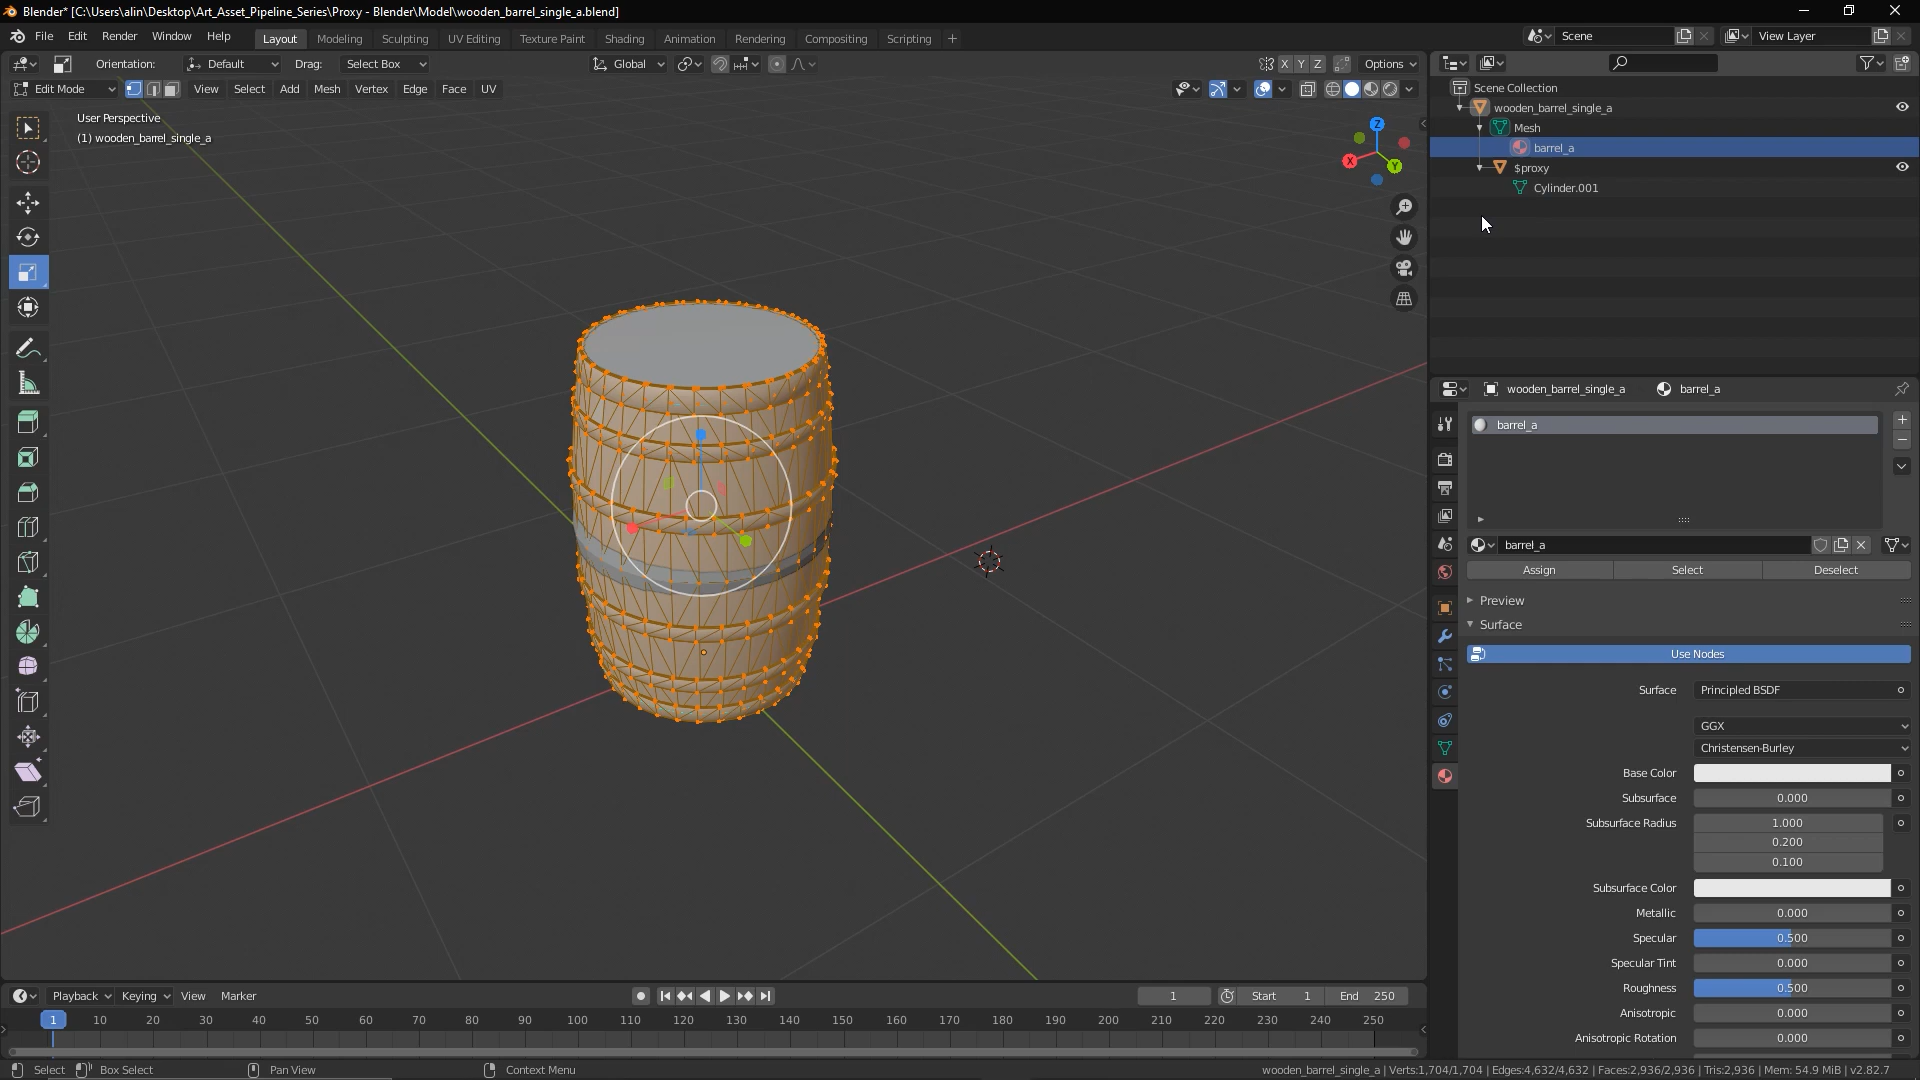 Blender* [C:\Users\alin\Desktop\Art_Asset_Pipeline_Series\Proxy - Blender\Model\wooden_barrel_single_a.blend]
File Edit Render Window Help Layout Modeling Sculpting UV Editing Texture Paint Shading Animation Rendering Compositing Scripting + Scene View Layer
Orientation: Default Drag: Select Box Global X Y Z Options
Edit Mode View Select Add Mesh Vertex Edge Face UV
User Perspective
(1) wooden_barrel_single_a
Z
X
Y
Scene Collection
wooden_barrel_single_a
Mesh
barrel_a
$proxy
Cylinder.001
wooden_barrel_single_a barrel_a
barrel_a
barrel_a
Assign Select Deselect
Preview
Surface
Use Nodes
Surface Principled BSDF
GGX
Christensen-Burley
Base Color
Subsurface 0.000
Subsurface Radius 1.000
0.200
0.100
Subsurface Color
Metallic 0.000
Specular 0.500
Specular Tint 0.000
Roughness 0.500
Anisotropic 0.000
Anisotropic Rotation 0.000
Playback Keying View Marker 1 Start 1 End 250
1 10 20 30 40 50 60 70 80 90 100 110 120 130 140 150 160 170 180 190 200 210 220 230 240 250
Select Box Select Pan View Context Menu wooden_barrel_single_a | Verts:1,704/1,704 | Edges:4,632/4,632 | Faces:2,936/2,936 | Tris:2,936 | Mem: 54.9 MiB | v2.82.7